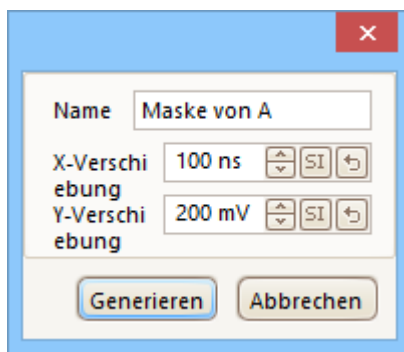 Name Maske von A
X-Verschi
ebung 100 ns SI
Y-Verschi
ebung 200 mV SI
Generieren Abbrechen